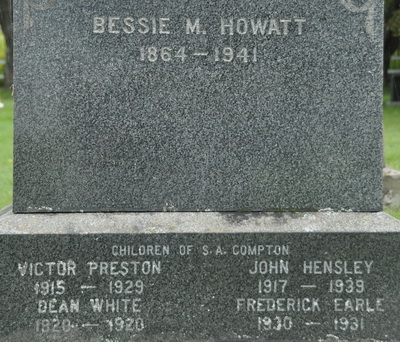 BESSIE M. HOWATT
1864—1941
CHILDREN OF S.A. COMPTON
VICTOR PRESTON
1915 — 1929
DEAN WHITE
1920 — 1920
JOHN HENSLEY
1917 — 1939
FREDERICK EARLE
1930 — 1931